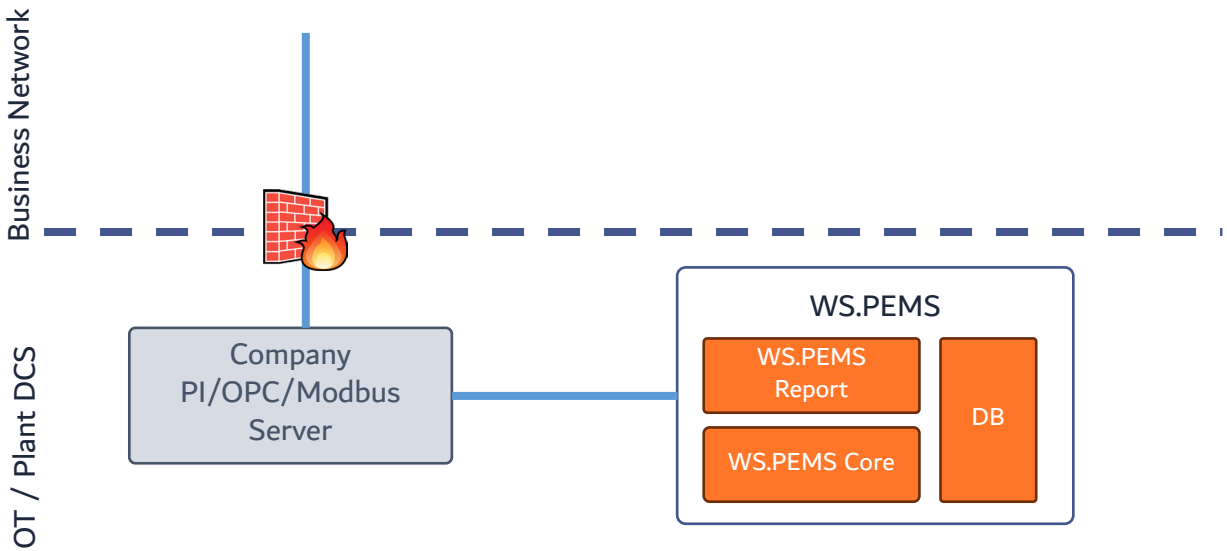 Business Network
OT / Plant DCS
Company
PI/OPC/Modbus
Server
WS.PEMS
WS.PEMS
Report
WS.PEMS Core
DB